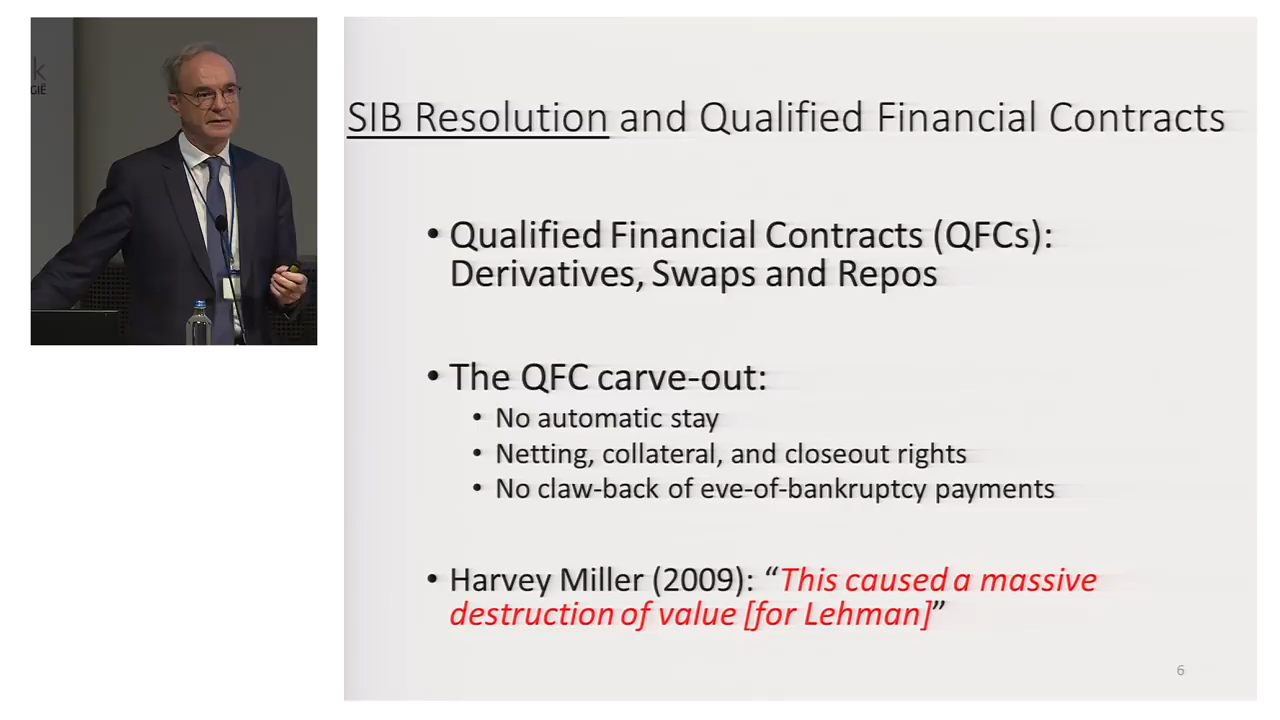 k
GIË
SIB Resolution and Qualified Financial Contracts
• Qualified Financial Contracts (QFCs):
Derivatives, Swaps and Repos
• The QFC carve-out:
• No automatic stay
• Netting, collateral, and closeout rights
• No claw-back of eve-of-bankruptcy payments
• Harvey Miller (2009): “This caused a massive
destruction of value [for Lehman]”
6